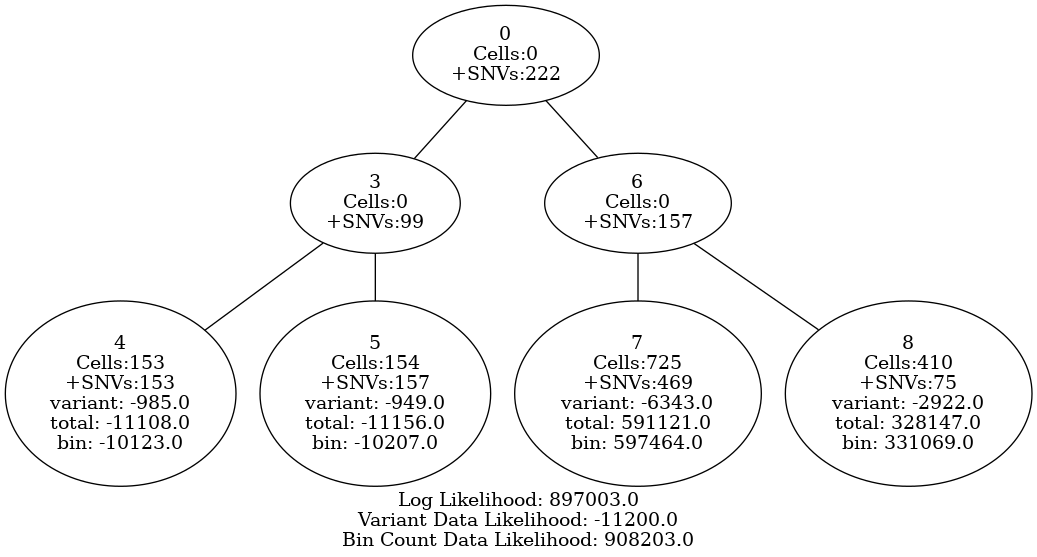 0
Cells:0
+SNVs:222
3
Cells:0
+SNVs:99
6
Cells:0
+SNVs:157
4
Cells:153
+SNVs:153
variant: -985.0
total: -11108.0
bin: -10123.0
5
Cells:154
+SNVs:157
variant: -949.0
total: -11156.0
bin: -10207.0
7
Cells:725
+SNVs:469
variant: -6343.0
total: 591121.0
bin: 597464.0
8
Cells:410
+SNVs:75
variant: -2922.0
total: 328147.0
bin: 331069.0
Log Likelihood: 897003.0
Variant Data Likelihood: -11200.0
Bin Count Data Likelihood: 908203.0